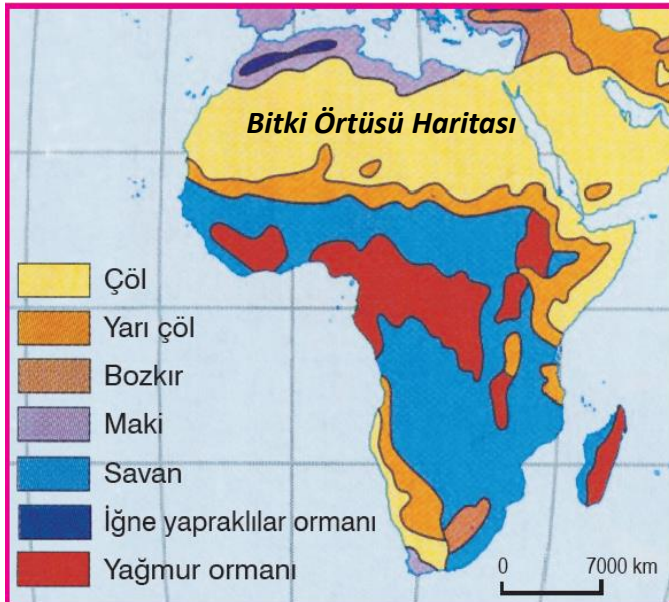 Bitki Örtüsü Haritası
Çöl
Yarı çöl
Bozkır
Maki
Savan
İğne yapraklılar ormanı
Yağmur ormanı
0 7000 km